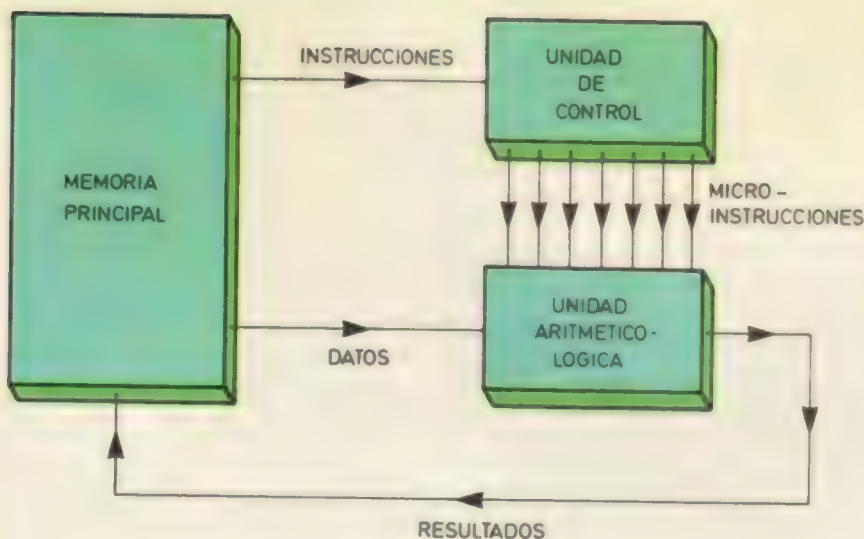 INSTRUCCIONES
UNIDAD
DE
CONTROL
MEMORIA
PRINCIPAL
MICRO-
INSTRUCCIONES
UNIDAD
ARITMETICO-
LOGICA
DATOS
RESULTADOS